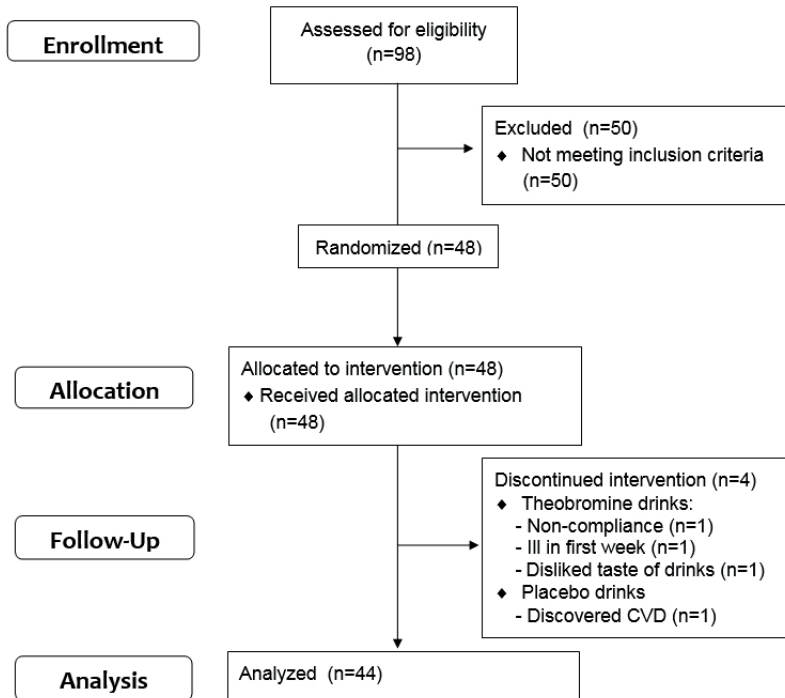 Enrollment
Assessed for eligibility
(n=98)
Excluded (n=50)
♦ Not meeting inclusion criteria
(n=50)
Randomized (n=48)
Allocation
Allocated to intervention (n=48)
♦ Received allocated intervention
(n=48)
Follow-Up
Discontinued intervention (n=4)
♦ Theobromine drinks:
- Non-compliance (n=1)
- Ill in first week (n=1)
- Disliked taste of drinks (n=1)
♦ Placebo drinks
- Discovered CVD (n=1)
Analysis
Analyzed (n=44)